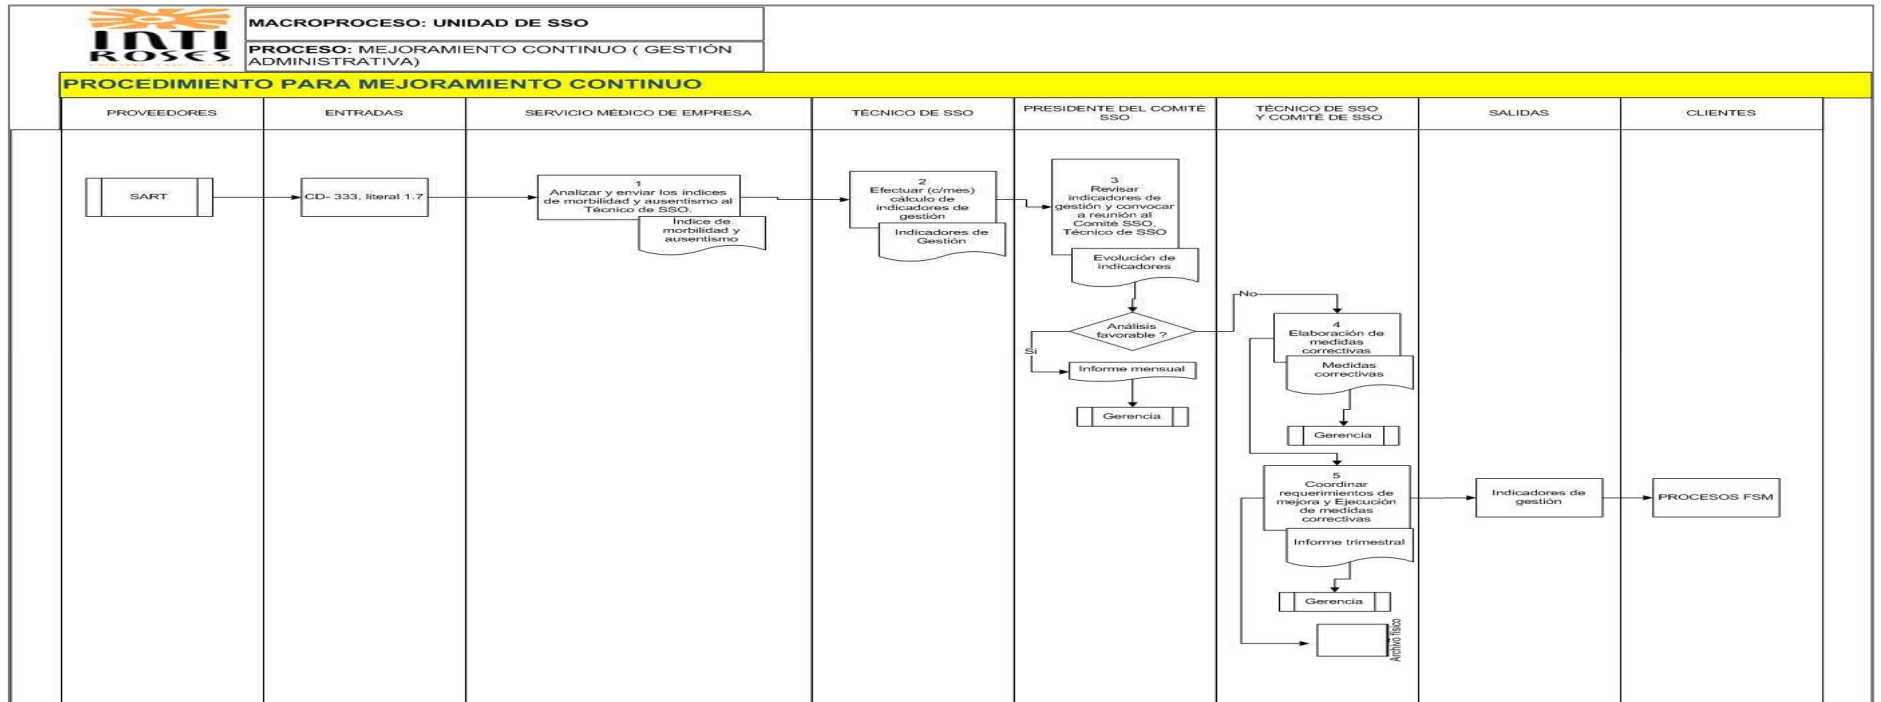 INTI
ROSES
MACROPROCESO: UNIDAD DE SSO
PROCESO: MEJORAMIENTO CONTINUO ( GESTIÓN
ADMINISTRATIVA)
PROCEDIMIENTO PARA MEJORAMIENTO CONTINUO
PROVEEDORES
ENTRADAS
SERVICIO MÉDICO DE EMPRESA
TÉCNICO DE SSO
PRESIDENTE DEL COMITÉ
SSO
TÉCNICO DE SSO
Y COMITÉ DE SSO
SALIDAS
CLIENTES
SART
CD- 333, literal 1.7
1
Analizar y enviar los índices
de morbilidad y ausentismo al
Técnico de SSO.
Índice de
morbilidad y
ausentismo
2
Efectuar (c/mes)
cálculo de
indicadores de
gestión
Indicadores de
Gestión
3
Revisar
indicadores de
gestión y convocar
a reunión al
Comité SSO.
Técnico de SSO
Evolución de
indicadores
Análisis
favorable ?
Si
No
Informe mensual
Gerencia
4
Elaboración de
medidas
correctivas
Medidas
correctivas
Gerencia
5
Coordinar
requerimientos de
mejora y Ejecución
de medidas
correctivas
Informe trimestral
Gerencia
Archivo físico
Indicadores de
gestión
PROCESOS FSM